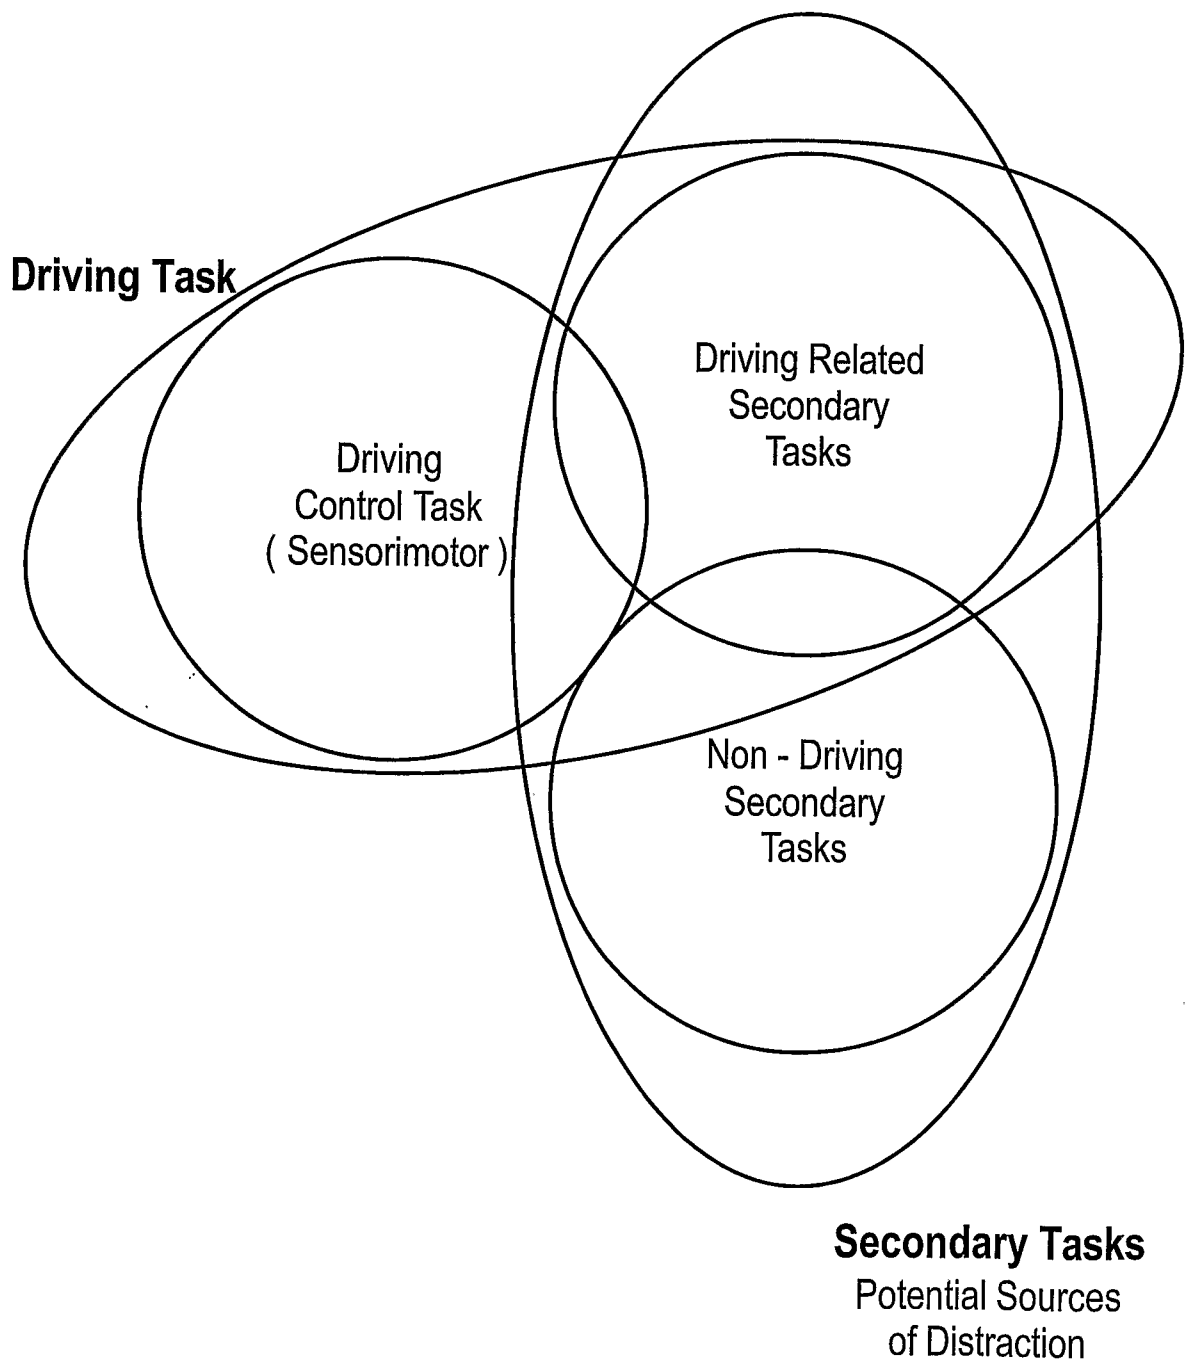 Driving Task
Driving Related
Secondary
Tasks
Driving
Control Task
( Sensorimotor )
Non - Driving
Secondary
Tasks
Secondary Tasks
Potential Sources
of Distraction